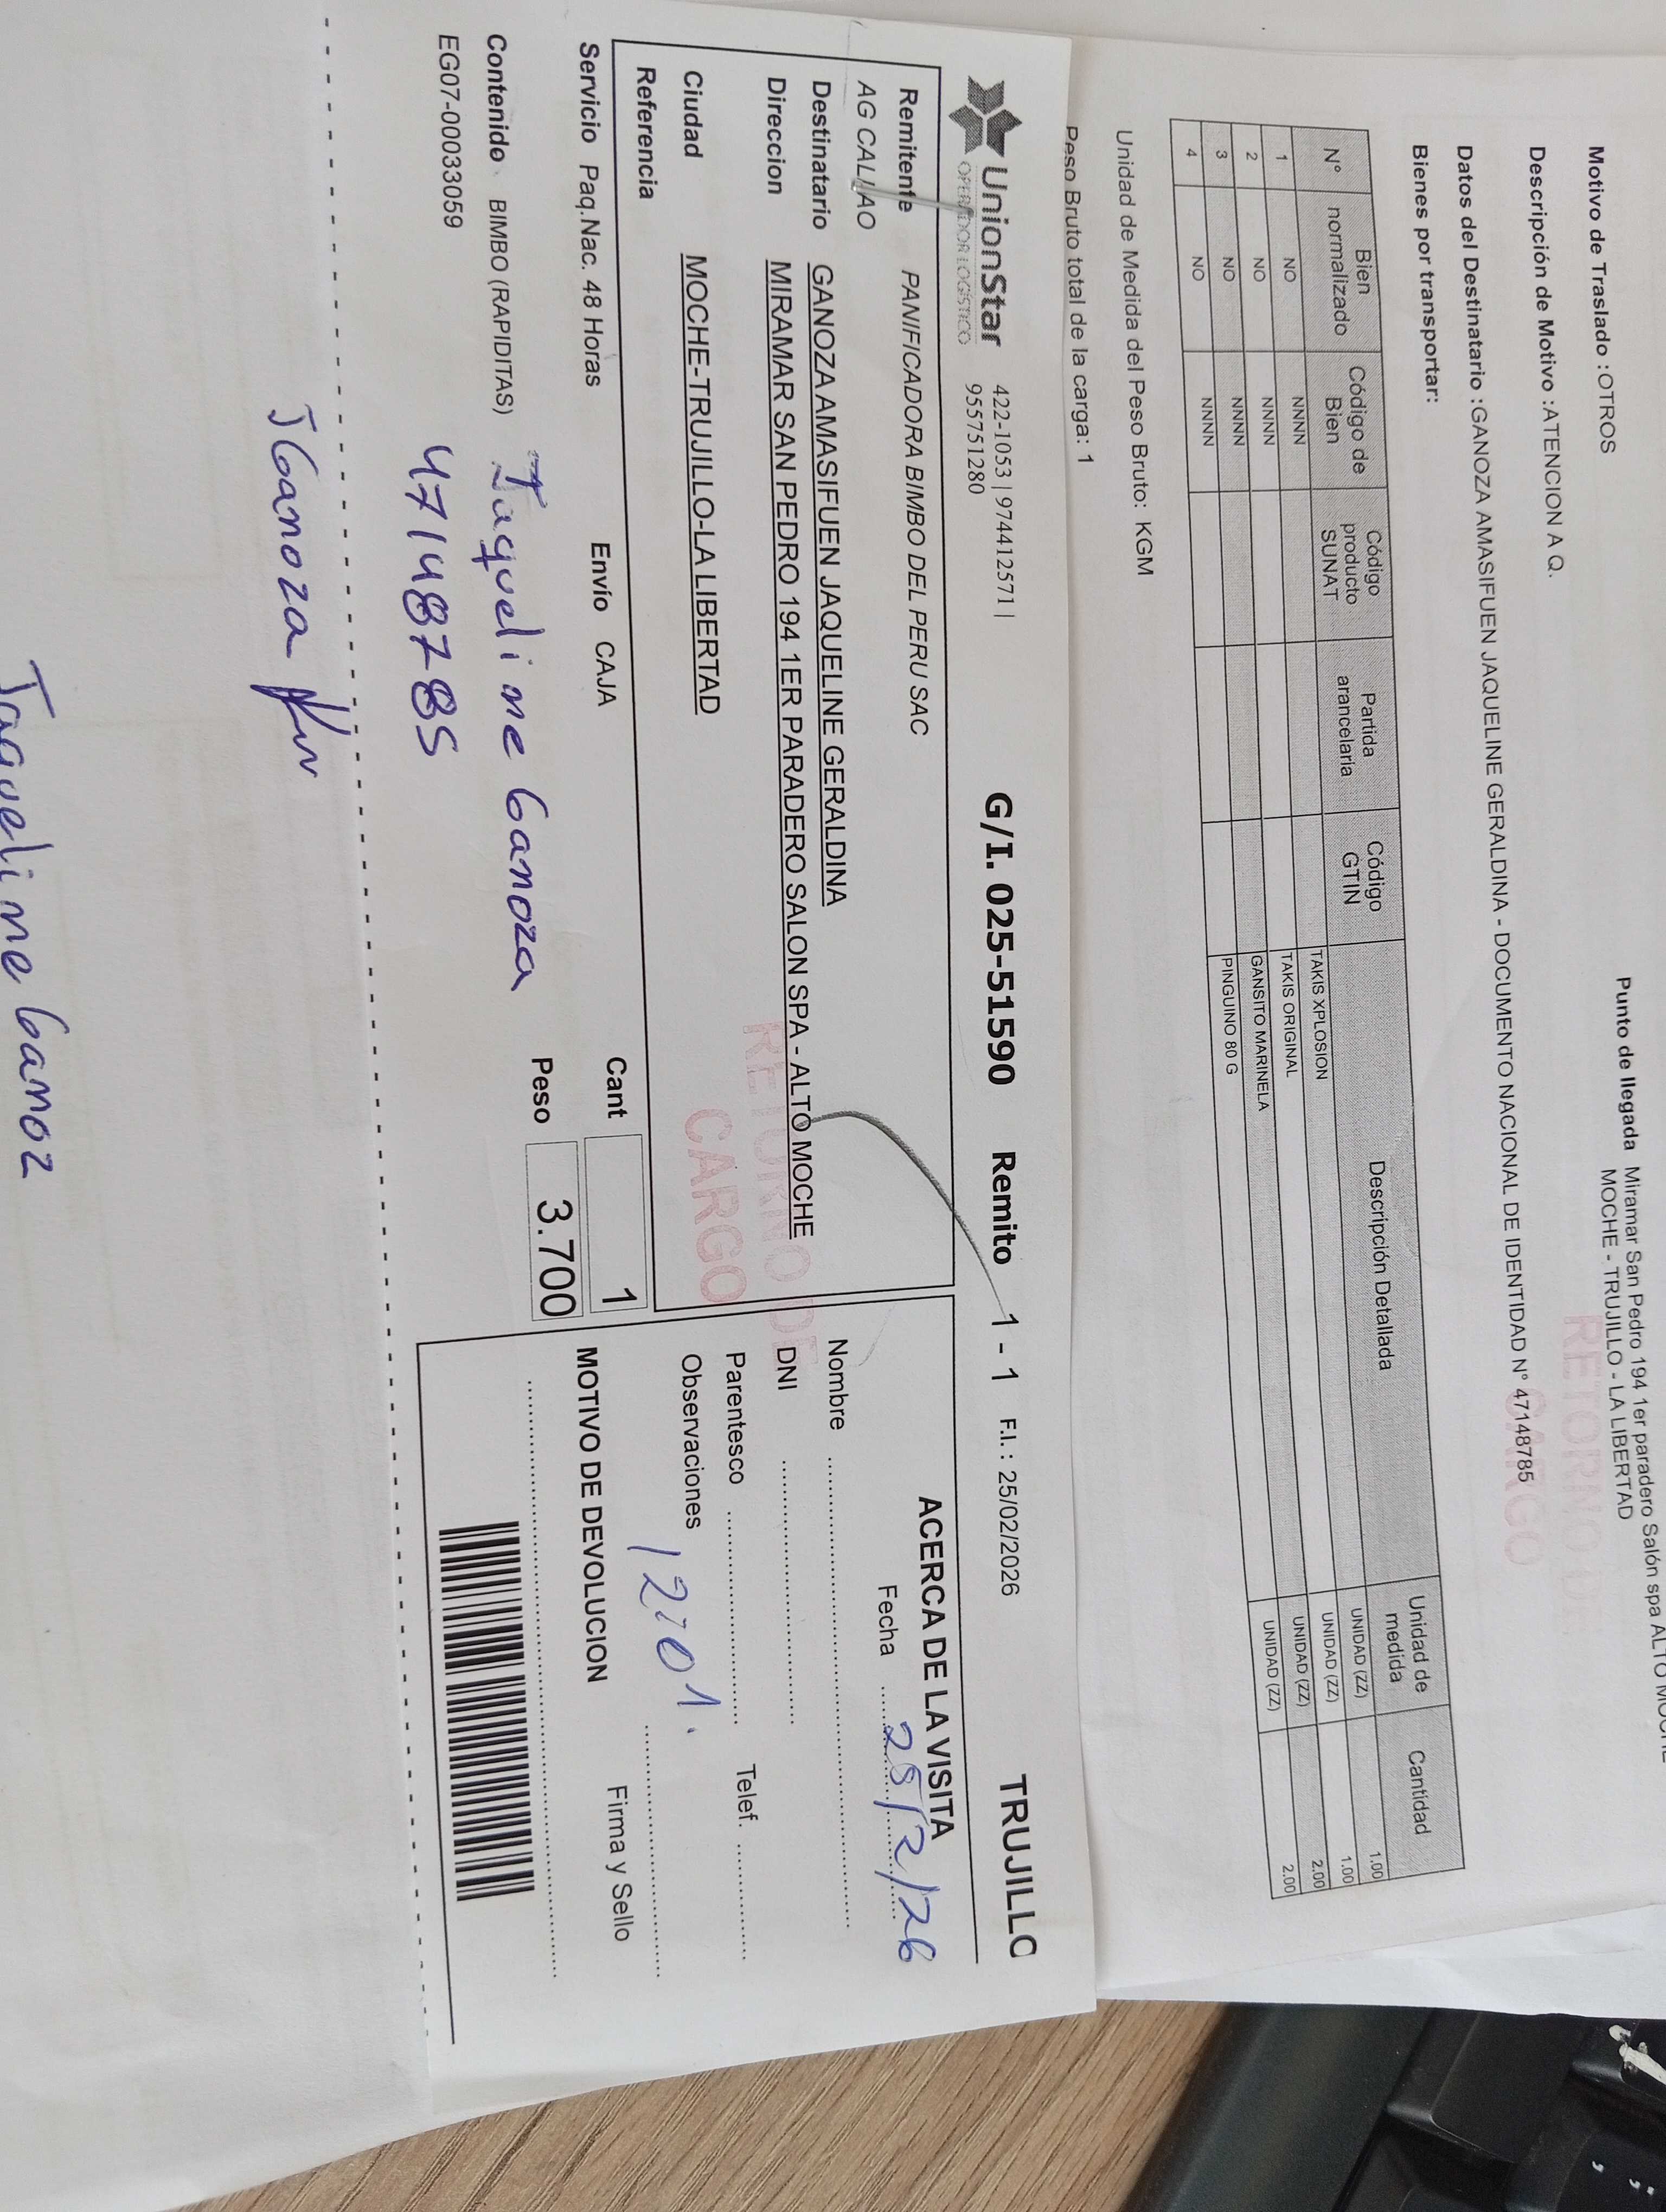 Punto de llegada Miramar San Pedro 194 1er paradero Salón spa ALTO MOCHE
MOCHE - TRUJILLO - LA LIBERTAD
Motivo de Traslado :OTROS
Descripción de Motivo :ATENCION A Q.
RETORNO DE
CARGO
Datos del Destinatario :GANOZA AMASIFUEN JAQUELINE GERALDINA - DOCUMENTO NACIONAL DE IDENTIDAD N° 47148785
Bienes por transportar:
N° Bien normalizado Código de Bien Código producto SUNAT Partida arancelaria Código GTIN Descripción Detallada Unidad de medida Cantidad
1 NO NNNN TAKIS XPLOSION UNIDAD (ZZ) 1.00
2 NO NNNN TAKIS ORIGINAL UNIDAD (ZZ) 1.00
3 NO NNNN GANSITO MARINELA UNIDAD (ZZ) 2.00
4 NO NNNN PINGUINO 80 G UNIDAD (ZZ) 2.00
Unidad de Medida del Peso Bruto: KGM
Peso Bruto total de la carga: 1
UnionStar
OPERADOR LOGÍSTICO
422-1053 | 974412571 |
955751280
G/I. 025-51590 Remito 1 - 1 F.I. : 25/02/2026 TRUJILLO
Remitente PANIFICADORA BIMBO DEL PERU SAC
AG CALLAO
Destinatario GANOZA AMASIFUEN JAQUELINE GERALDINA
Direccion MIRAMAR SAN PEDRO 194 1ER PARADERO SALON SPA - ALTO MOCHE
Ciudad MOCHE-TRUJILLO-LA LIBERTAD
Referencia
RETORNO DE
CARGO
Servicio Paq.Nac. 48 Horas Envío CAJA Cant 1
Peso 3.700
Contenido BIMBO (RAPIDITAS)
EG07-00033059
ACERCA DE LA VISITA
Fecha 28/2/26
Nombre
DNI
Parentesco Telef.
Observaciones
12:01.
MOTIVO DE DEVOLUCION Firma y Sello
Jaqueline Ganoza
47148785
JGanoza
Jaqueline Ganoz